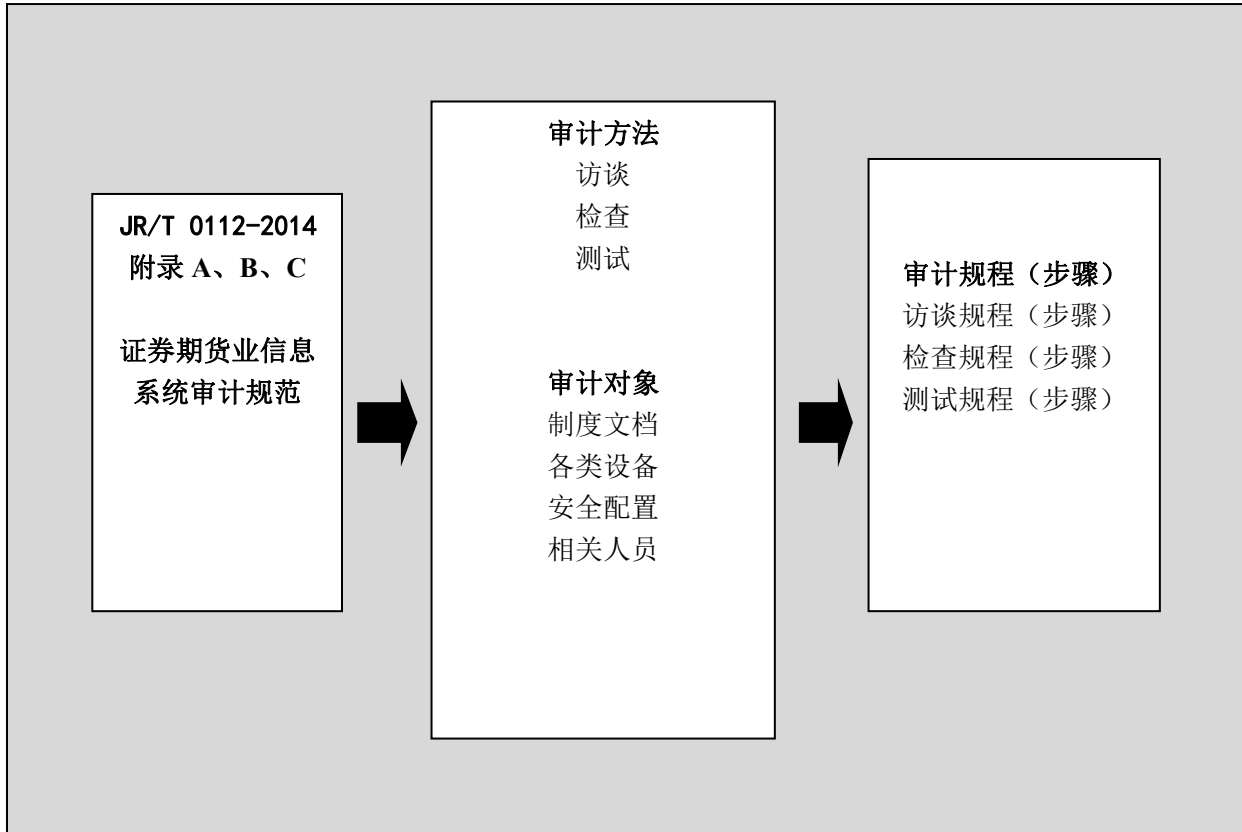 JR/T 0112-2014
附录 A、B、C
证券期货业信息
系统审计规范
审计方法
访谈
检查
测试
审计对象
制度文档
各类设备
安全配置
相关人员
审计规程（步骤）
访谈规程（步骤）
检查规程（步骤）
测试规程（步骤）